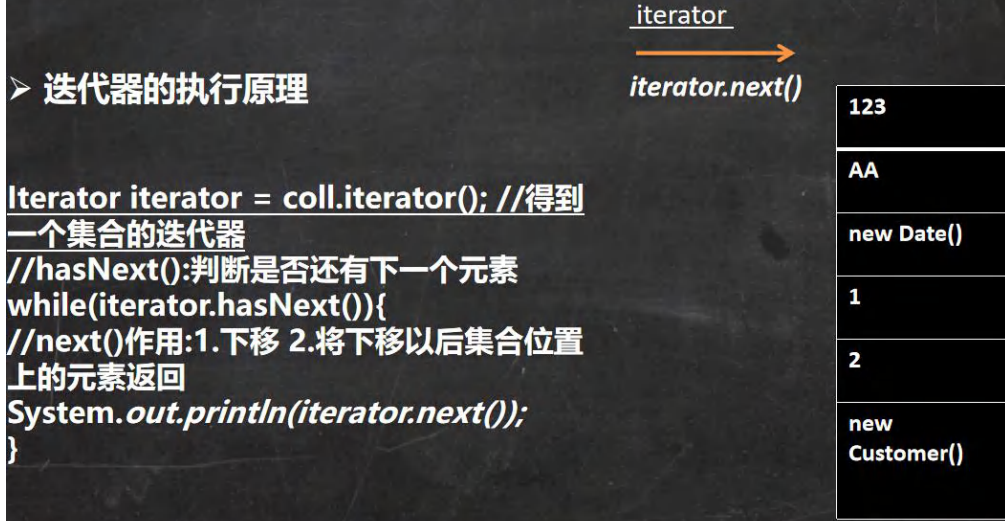 iterator
➢ 迭代器的执行原理
iterator.next()
Iterator iterator = coll.iterator(); //得到
一个集合的迭代器
//hasNext():判断是否还有下一个元素
while(iterator.hasNext()){
//next()作用:1.下移 2.将下移以后集合位置
上的元素返回
System.out.println(iterator.next());
}
123
AA
new Date()
1
2
new
Customer()